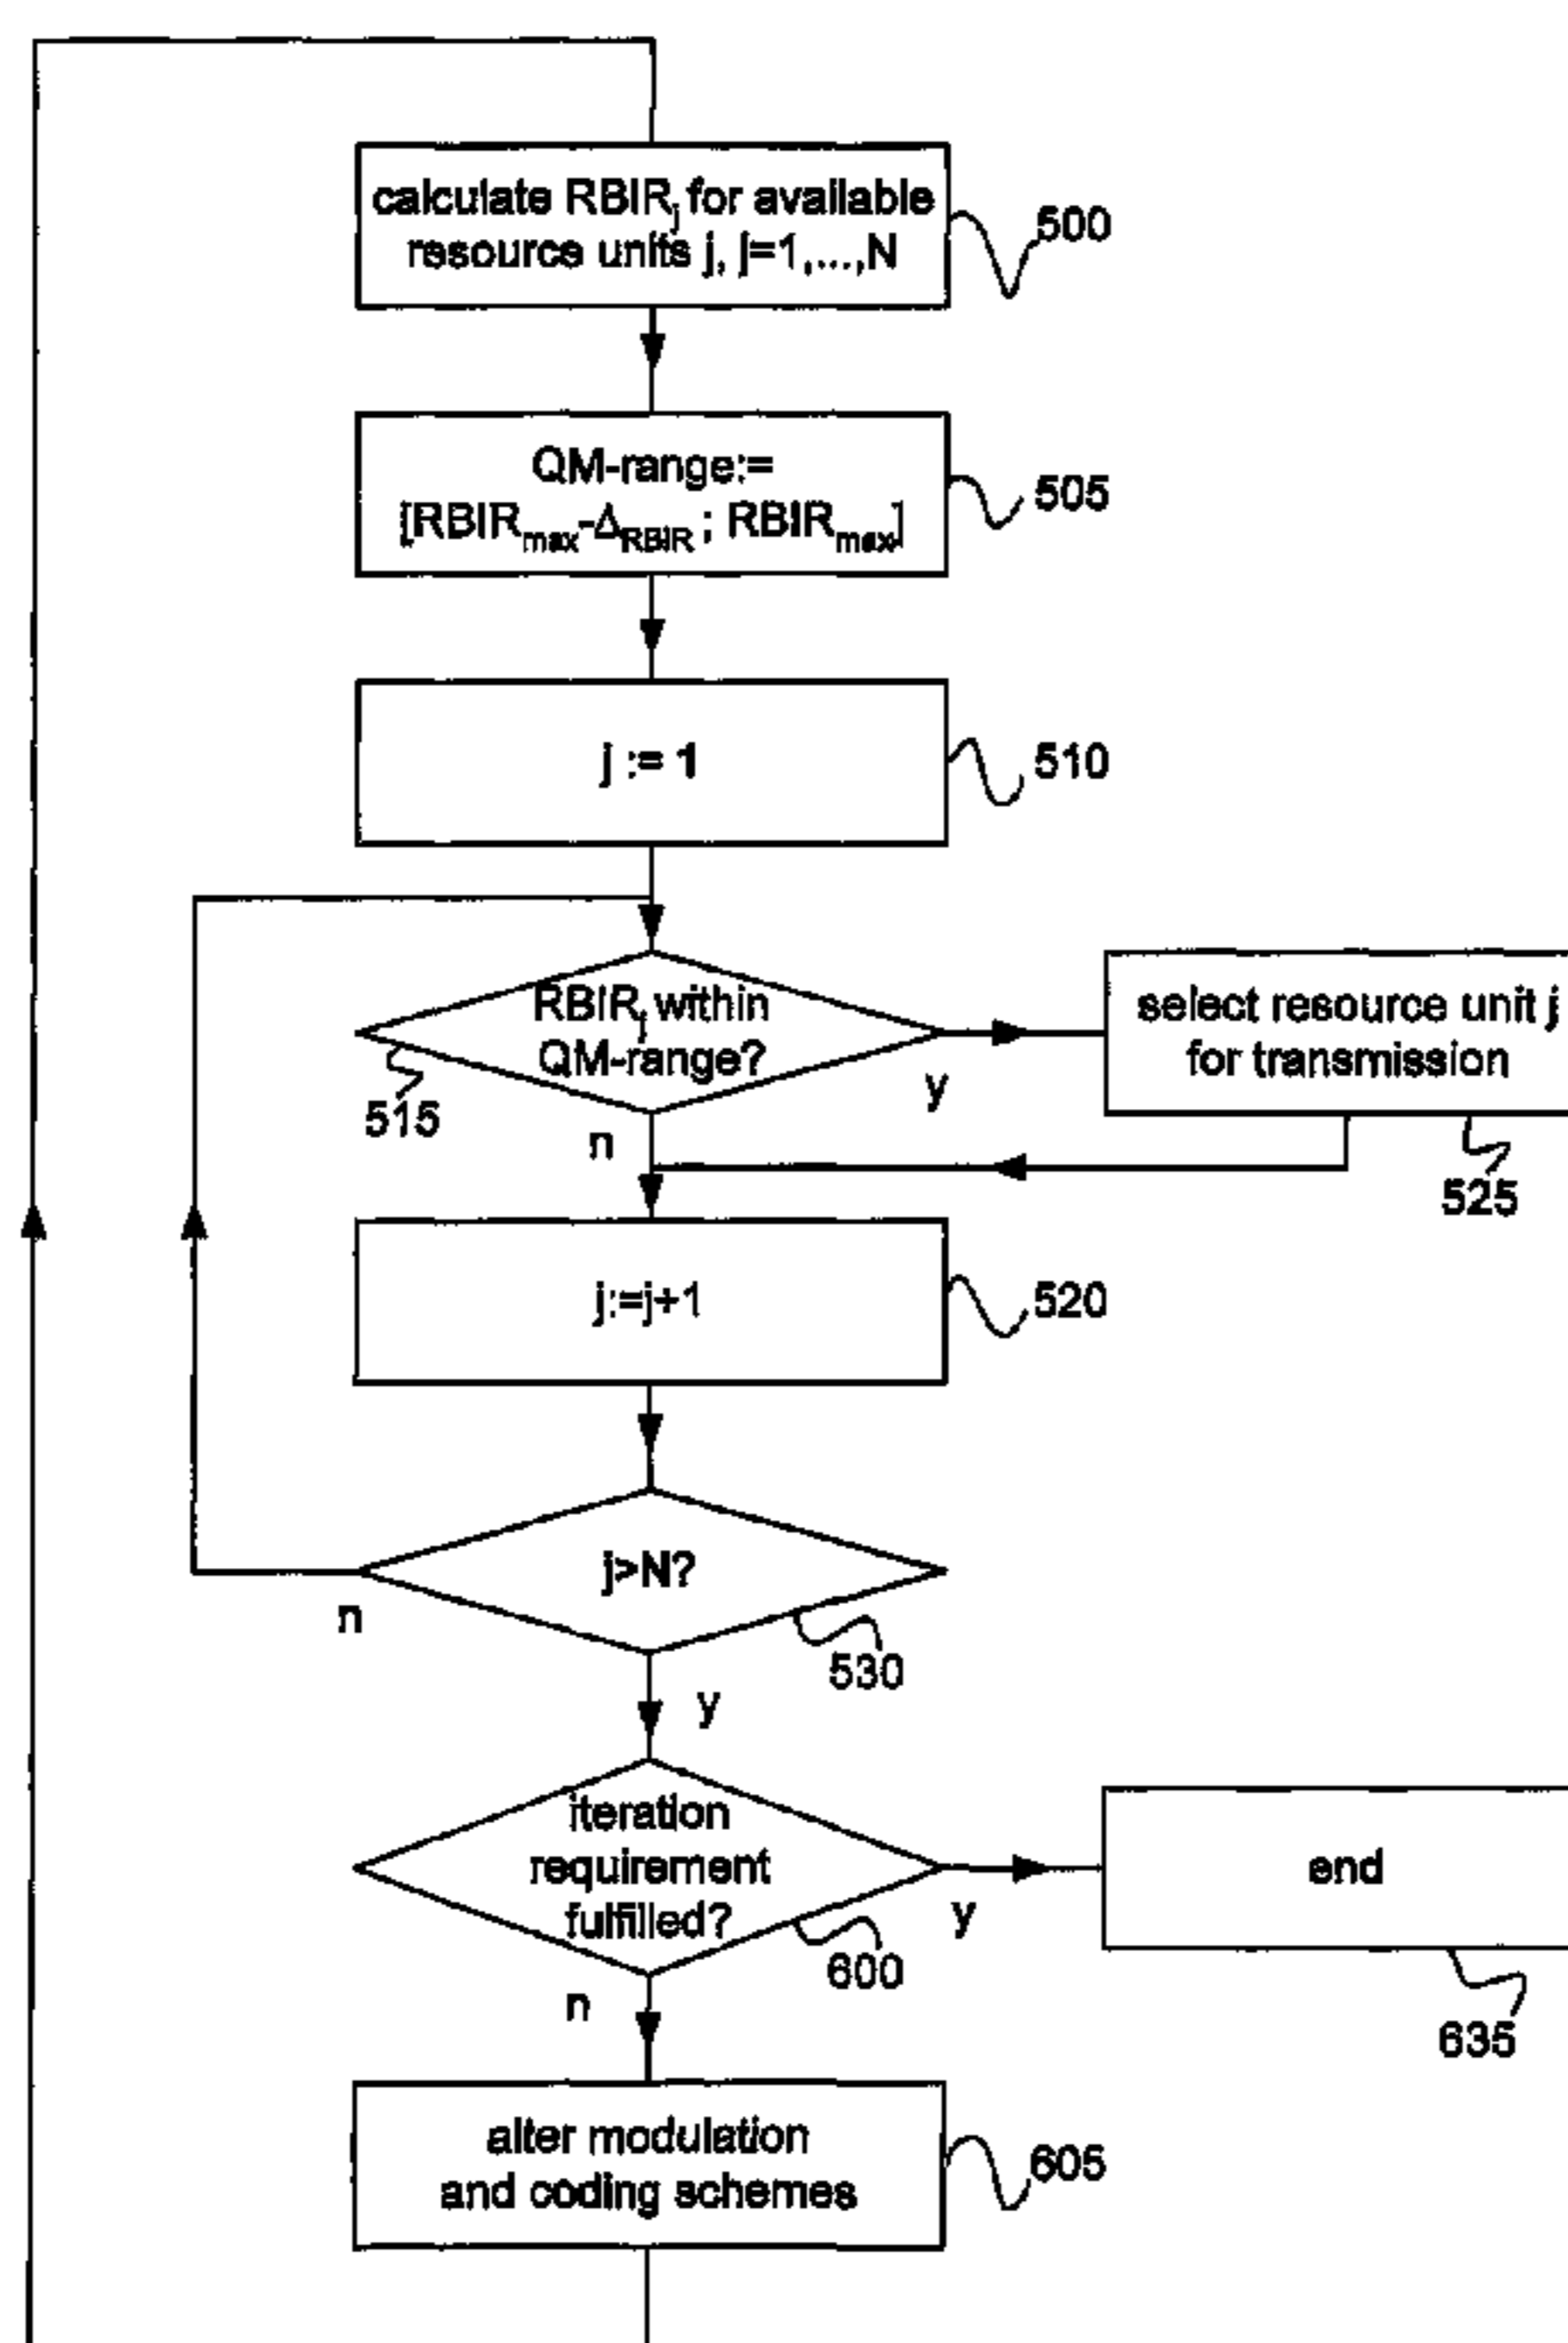 calculate RBIRj for available
resource units j, j=1,...,N
500
QM-range:=
[RBIRmax-ΔRBIR ; RBIRmax]
505
j := 1
510
RBIRj within
QM-range?
515
y
n
select resource unit j
for transmission
525
j:=j+1
520
j>N?
n
530
y
iteration
requirement
fulfilled?
600
y
n
end
635
alter modulation
and coding schemes
605